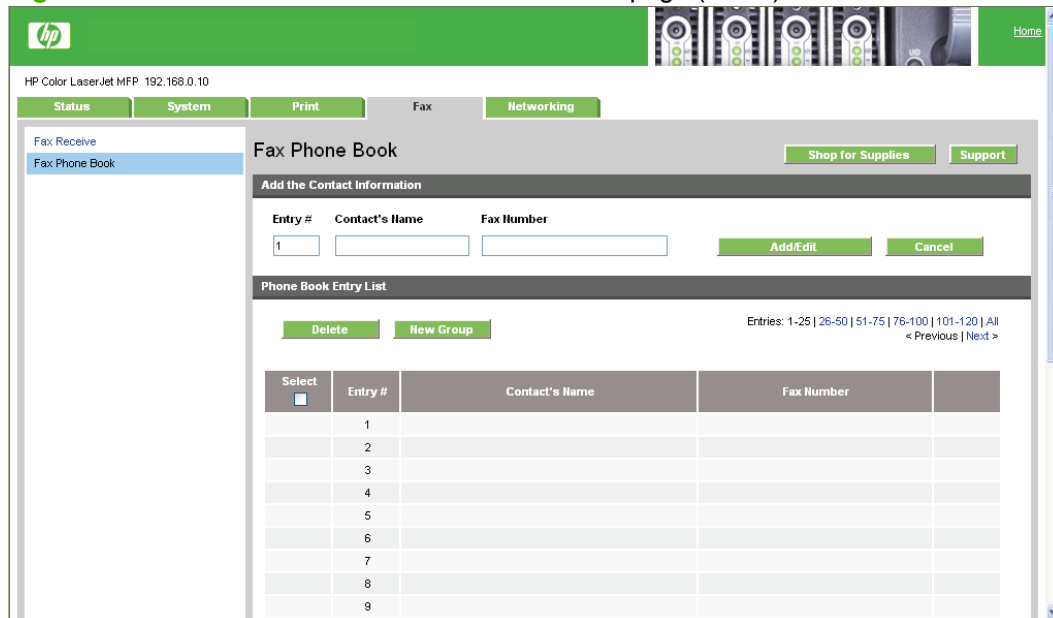 page
hp
Home
HP Color LaserJet MFP 192.168.0.10
Status System Print Fax Networking
Fax Receive
Fax Phone Book
Fax Phone Book
Shop for Supplies Support
Add the Contact Information
Entry # Contact's Name Fax Number
1
Add/Edit Cancel
Phone Book Entry List
Delete New Group
Entries: 1-25 | 26-50 | 51-75 | 76-100 | 101-120 | All
« Previous | Next »
Select Entry # Contact's Name Fax Number
1
2
3
4
5
6
7
8
9
UID